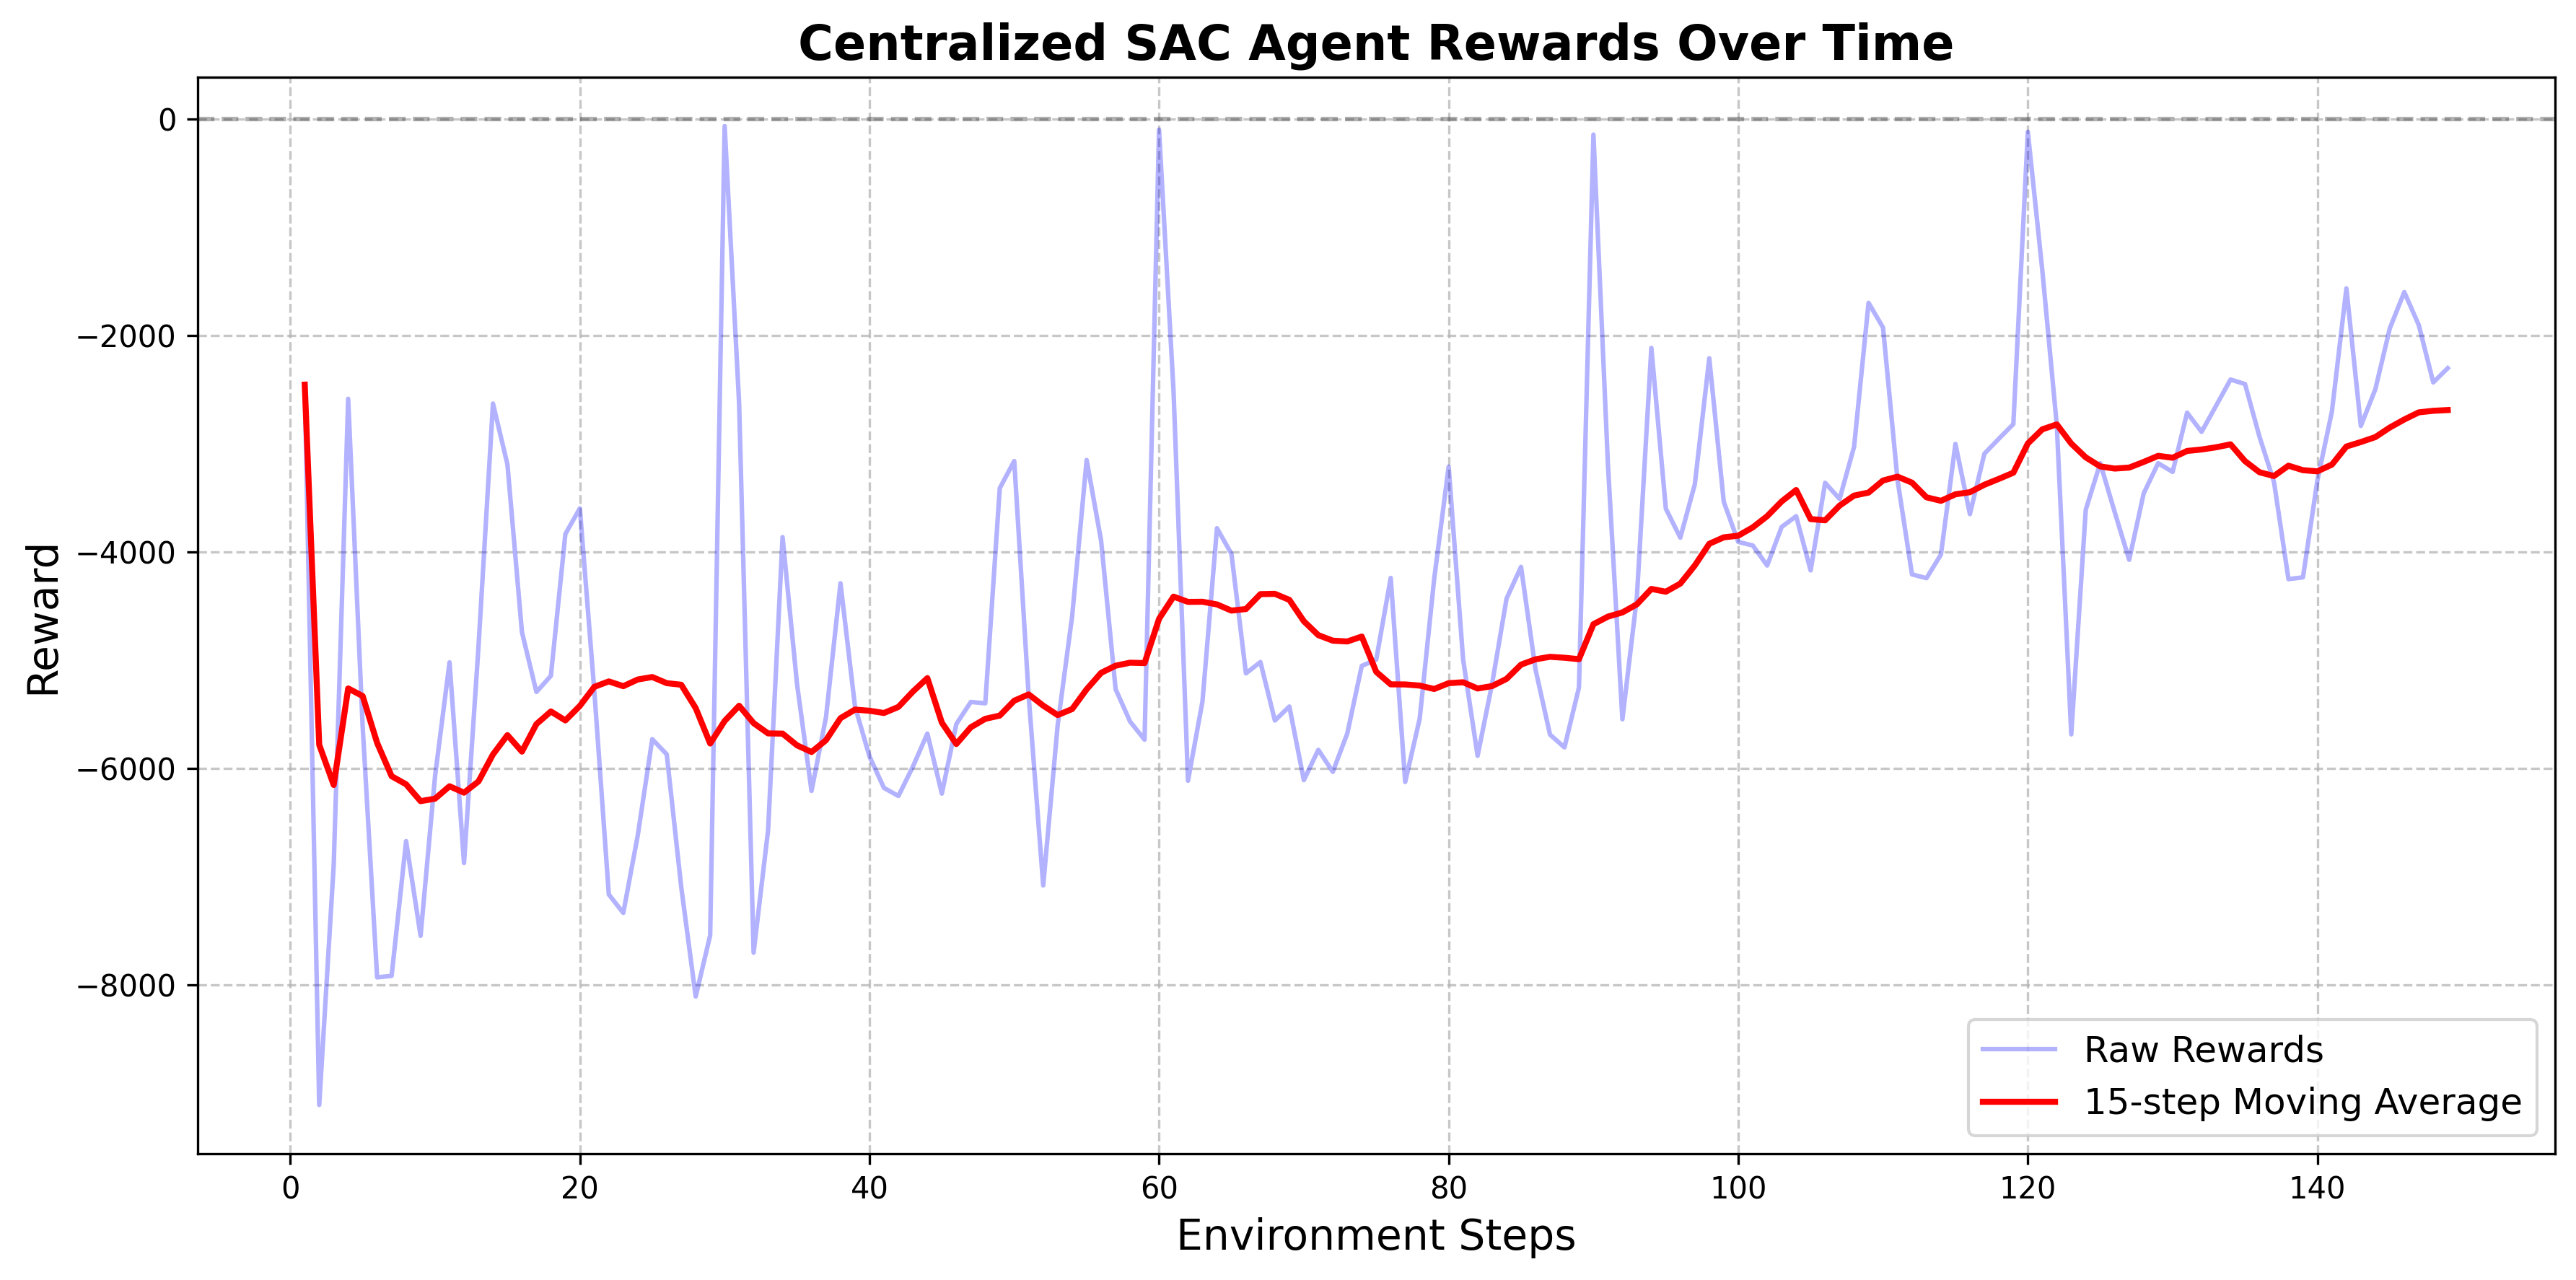 Centralized SAC Agent Rewards Over Time
0
−2000
−4000
−6000
−8000
Reward
0 20 40 60 80 100 120 140
Environment Steps
Raw Rewards
15-step Moving Average